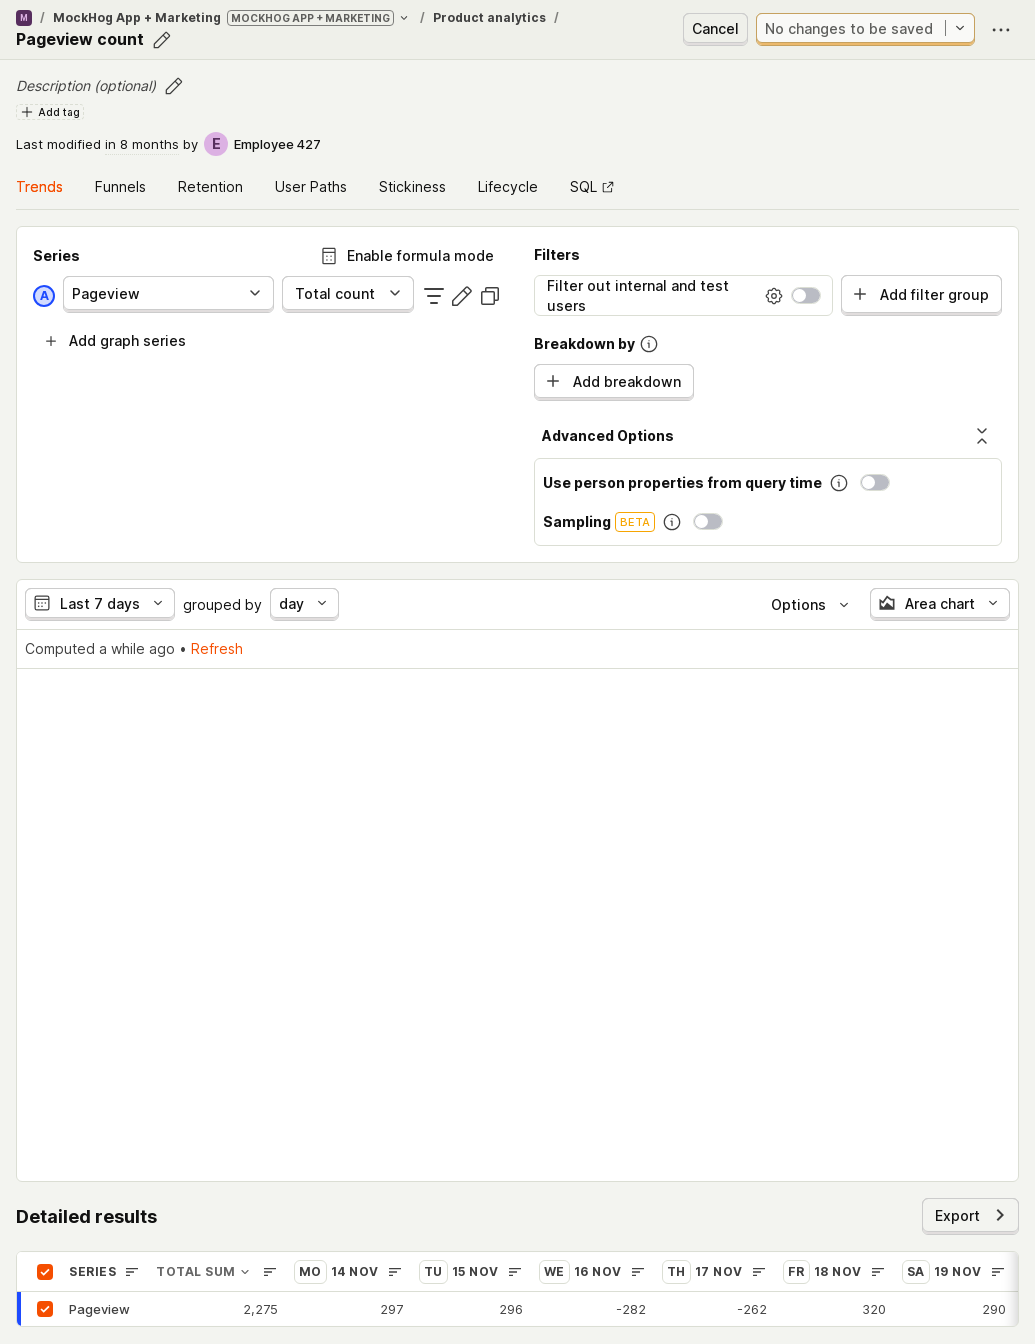 M / MockHog App + Marketing MOCKHOG APP + MARKETING / Product analytics /
Pageview count
Cancel
No changes to be saved
Description (optional)
Add tag
Last modified in 8 months by E Employee 427
Trends Funnels Retention User Paths Stickiness Lifecycle SQL
Series
Enable formula mode
A Pageview Total count
Add graph series
Filters
Filter out internal and test
users
Add filter group
Breakdown by
Add breakdown
Advanced Options
Use person properties from query time
Sampling BETA
Last 7 days grouped by day
Options Area chart
Computed a while ago • Refresh
Detailed results
Export
SERIES TOTAL SUM MO 14 NOV TU 15 NOV WE 16 NOV TH 17 NOV FR 18 NOV SA 19 NOV
Pageview 2,275 297 296 -282 -262 320 290